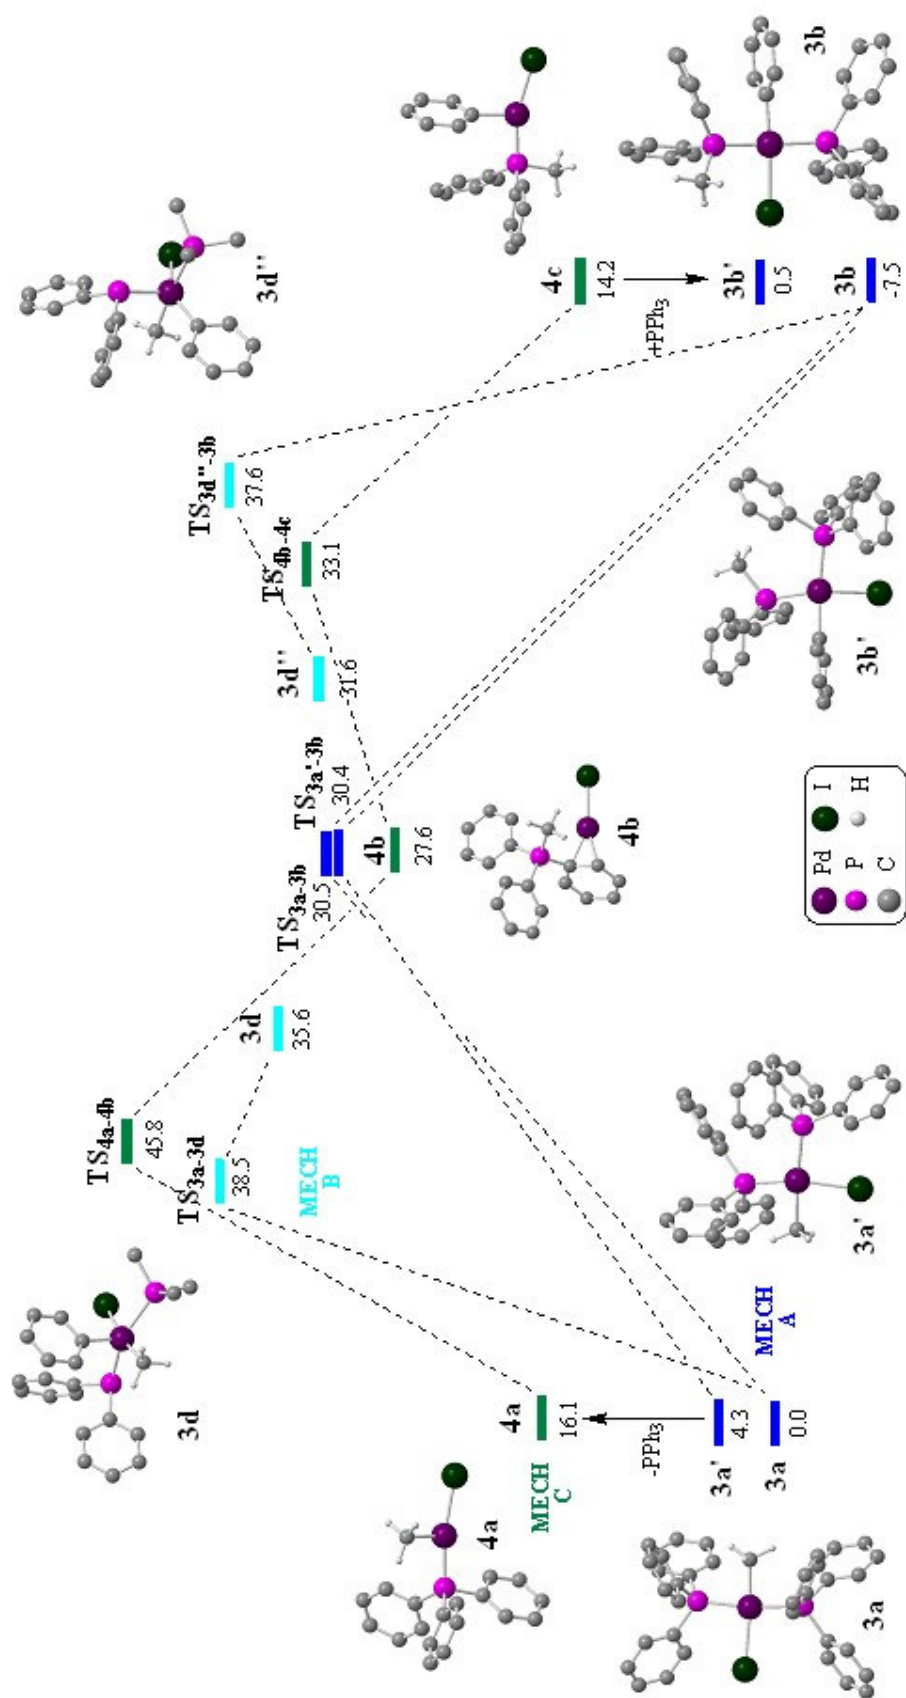 3d
3d''
TS4a-4b
45.8
TS3a-3d
38.5
MECH
B
3d
35.6
TS3a-3b
30.5
TS3a'-3b
30.4
4b
27.6
3d''
31.6
TS4b-4c
33.1
TS3d''-3b
37.6
4a
MECH
C
4a
16.1
-PPh3
3a'
4.3
3a
0.0
MECH
A
3a
3a'
4b
Pd
I
P
H
C
3b'
4c
14.2
+PPh3
3b'
0.5
3b
-7.5
3b